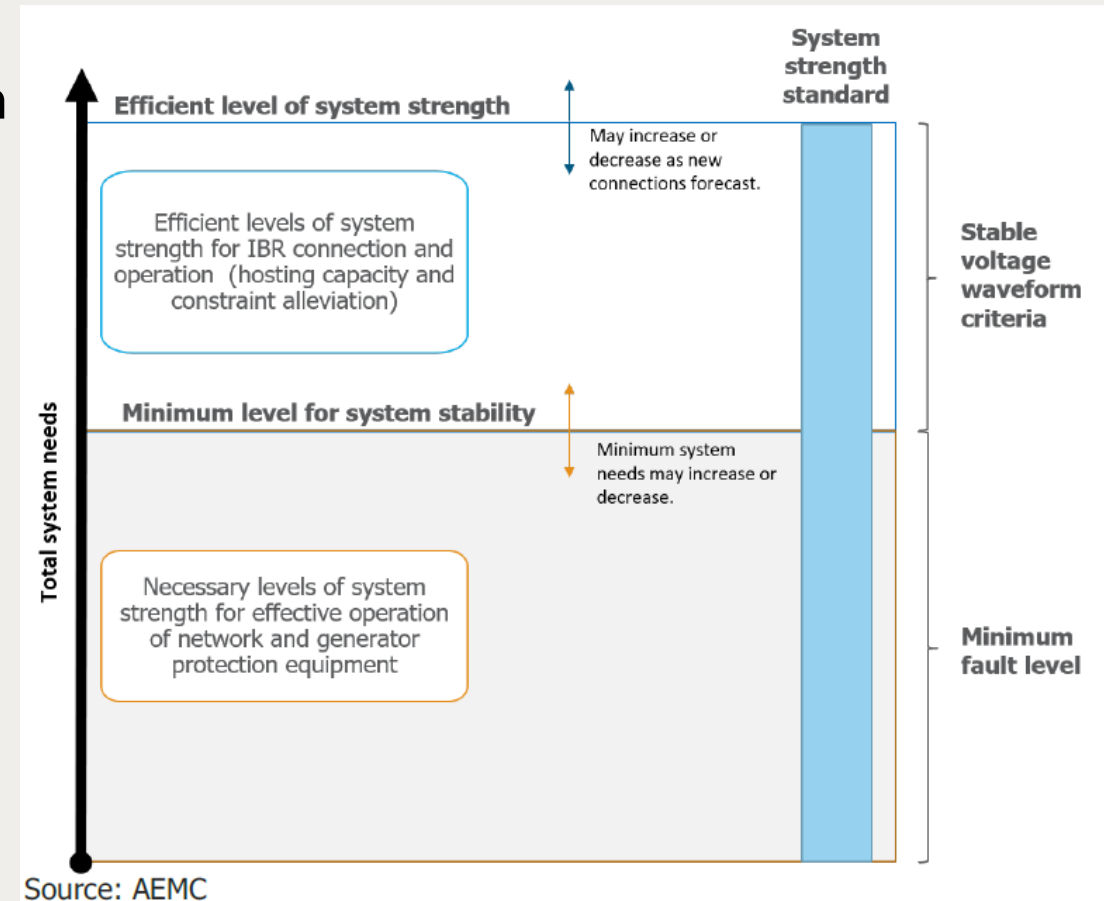 n
System
strength
standard
Efficient level of system strength
May increase or
decrease as new
connections forecast.
Efficient levels of system
strength for IBR connection and
operation (hosting capacity and
constraint alleviation)
Stable
voltage
waveform
criteria
Minimum level for system stability
Minimum system
needs may increase or
decrease.
Total system needs
Necessary levels of system
strength for effective operation
of network and generator
protection equipment
Minimum
fault level
Source: AEMC